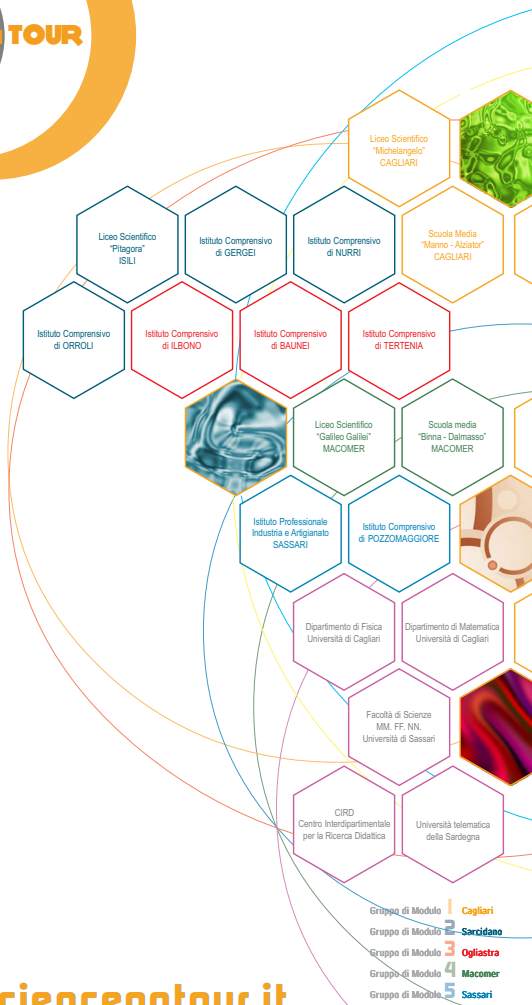 TOUR
Liceo Scientifico
"Michelangelo"
CAGLIARI
Liceo Scientifico
"Pitagora"
ISILI
Istituto Comprensivo
di GERGEI
Istituto Comprensivo
di NURRI
Scuola Media
"Manno - Alziator"
CAGLIARI
Istituto Comprensivo
di ORROLI
Istituto Comprensivo
di ILBONO
Istituto Comprensivo
di BAUNEI
Istituto Comprensivo
di TERTENIA
Liceo Scientifico
"Galileo Galilei"
MACOMER
Scuola media
"Binna - Dalmasso"
MACOMER
Istituto Professionale
Industria e Artigianato
SASSARI
Istituto Comprensivo
di POZZOMAGGIORE
Dipartimento di Fisica
Università di Cagliari
Dipartimento di Matematica
Università di Cagliari
Facoltà di Scienze
MM. FF. NN.
Università di Sassari
CIRD
Centro Interdipartimentale
per la Ricerca Didattica
Università telematica
della Sardegna
Gruppo di Modulo 1 Cagliari
Gruppo di Modulo 2 Sarcidano
Gruppo di Modulo 3 Ogliastra
Gruppo di Modulo 4 Macomer
Gruppo di Modulo 5 Sassari